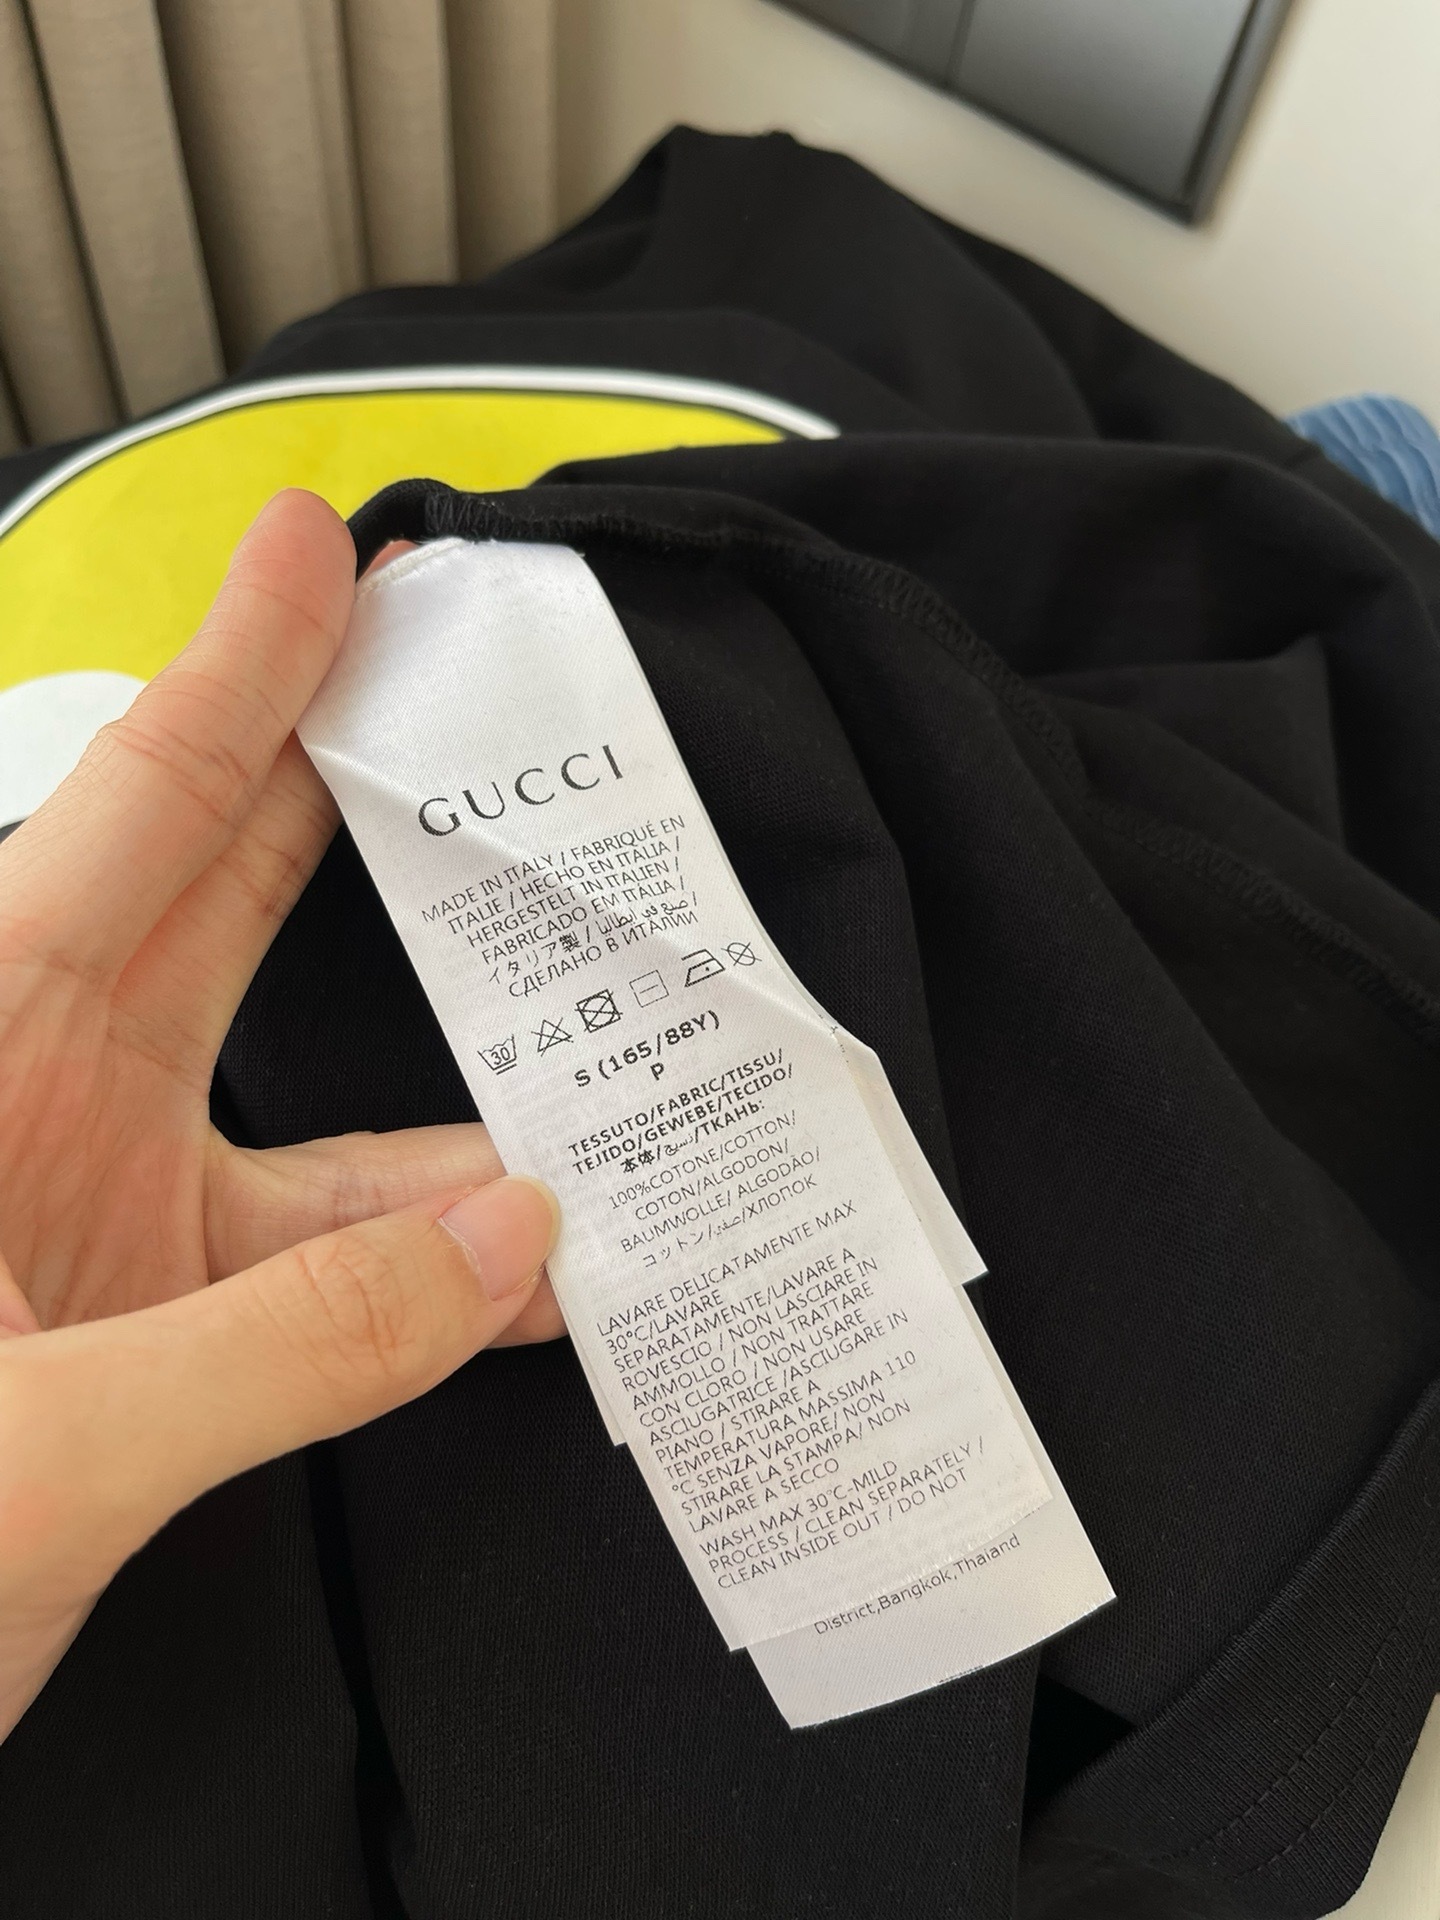 GUCCI
MADE IN ITALY / FABRIQUÉ EN
ITALIE / HECHO EN ITALIA /
HERGESTELT IN ITALIEN /
FABRICADO EM ITÁLIA /
イタリア製 / صنع في إيطاليا /
СДЕЛАНО В ИТАЛИИ
30
S (165/88Y)
P
TESSUTO/FABRIC/TISSU/
TEJIDO/GEWEBE/TECIDO/
本体/نسيج/ТКАНЬ:
100%COTONE/COTTON/
COTON/ALGODON/
BAUMWOLLE/ ALGODÃO/
コットン/صفير/ХЛОПОК
LAVARE DELICATAMENTE MAX
30°C/LAVARE
SEPARATAMENTE/LAVARE A
ROVESCIO / NON LASCIARE IN
AMMOLLO / NON TRATTARE
CON CLORO / NON USARE
ASCIUGATRICE /ASCIUGARE IN
PIANO / STIRARE A
TEMPERATURA MASSIMA 110
°C SENZA VAPORE/ NON
STIRARE LA STAMPA/ NON
LAVARE A SECCO
WASH MAX 30°C-MILD
PROCESS / CLEAN SEPARATELY /
CLEAN INSIDE OUT / DO NOT
District,Bangkok,Thaiand